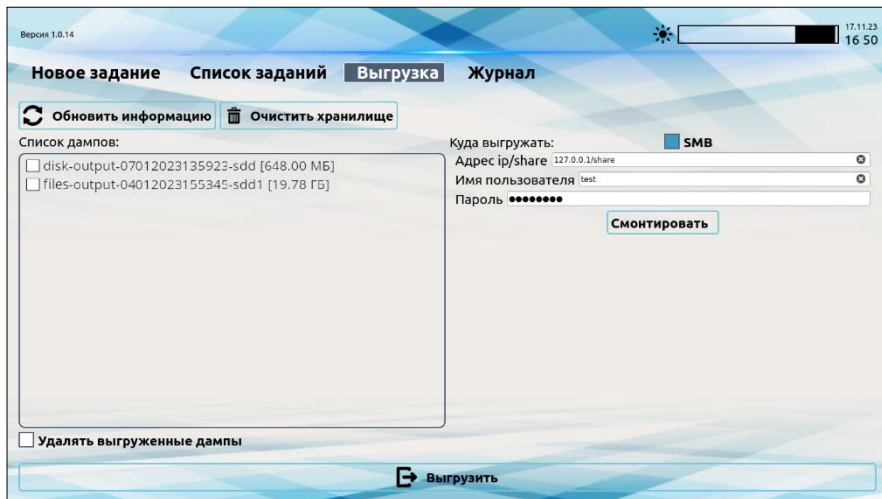 Версия 1.0.14
17.11.23
16 50
Новое задание Список заданий Выгрузка Журнал
Обновить информацию Очистить хранилище
Список дампов:
disk-output-07012023135923-sdd [648.00 МБ]
files-output-04012023155345-sdd1 [19.78 ГБ]
Куда выгружать: SMB
Адрес ip/share 127.0.0.1/share
Имя пользователя test
Пароль ●●●●●●●●
Смонтировать
Удалять выгруженные дампы
Выгрузить